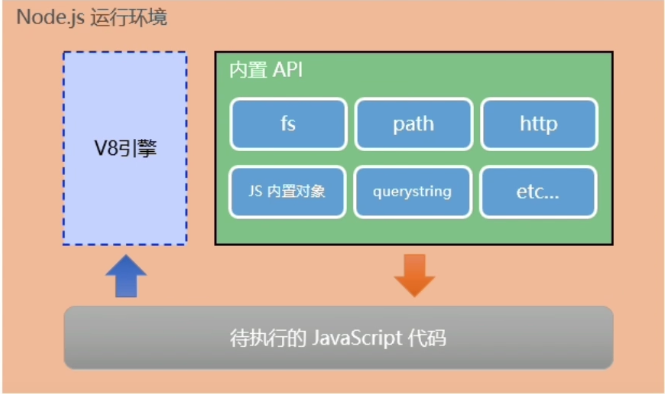 Node.js 运行环境
内置 API
V8引擎
fs
path
http
JS 内置对象
querystring
etc...
待执行的 JavaScript 代码